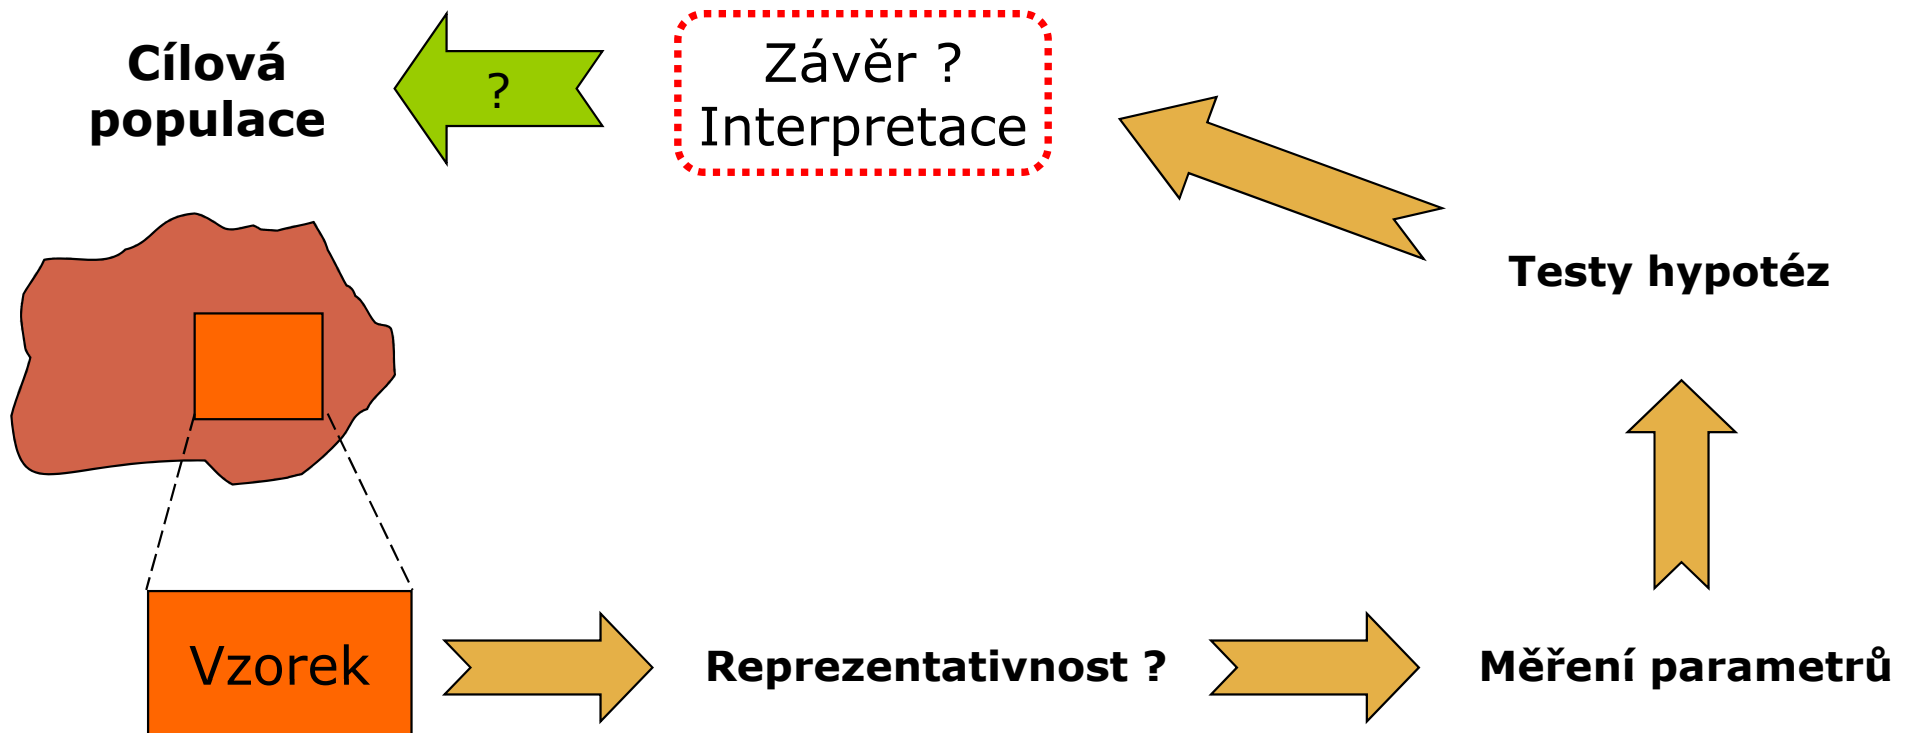 Cílová
populace
?
Závěr ?
Interpretace
Testy hypotéz
Vzorek
Reprezentativnost ?
Měření parametrů